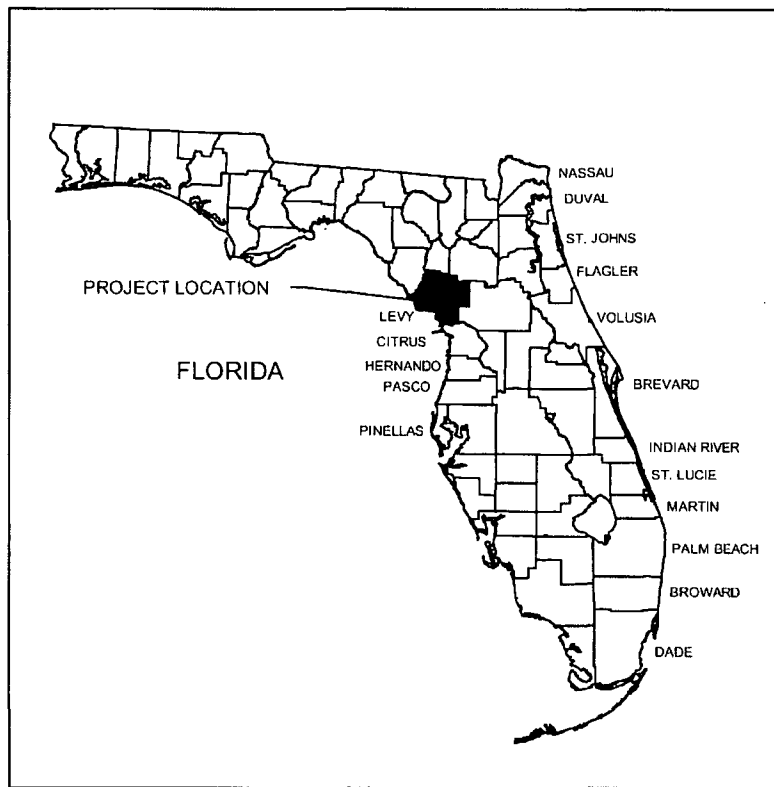 NASSAU
DUVAL
ST. JOHNS
FLAGLER
PROJECT LOCATION
LEVY
VOLUSIA
CITRUS
HERNANDO
FLORIDA
PASCO
BREVARD
PINELLAS
INDIAN RIVER
ST. LUCIE
MARTIN
PALM BEACH
BROWARD
DADE